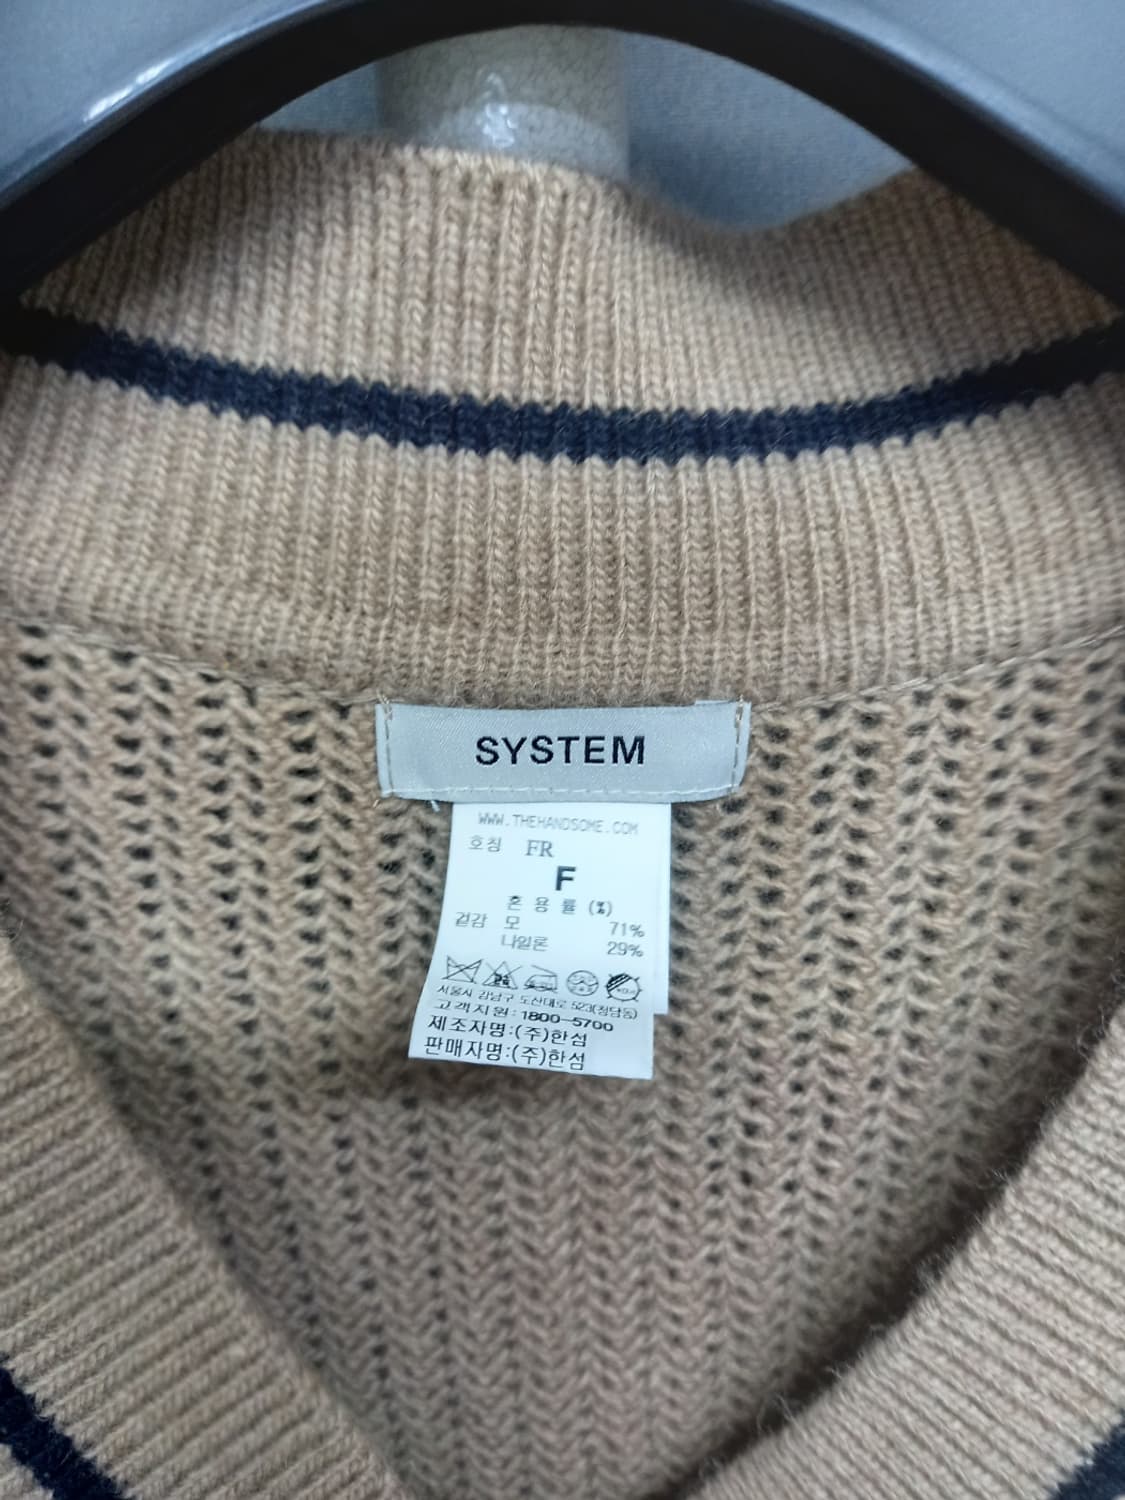 SYSTEM
WWW.THEHANDSOME.COM
호칭 FR
F
혼 용 률 (%)
겉감 모 71%
나일론 29%
서울시 강남구 도산대로 523(청담동)
고객지원:1800-5700
제조자명:(주)한섬
판매자명:(주)한섬